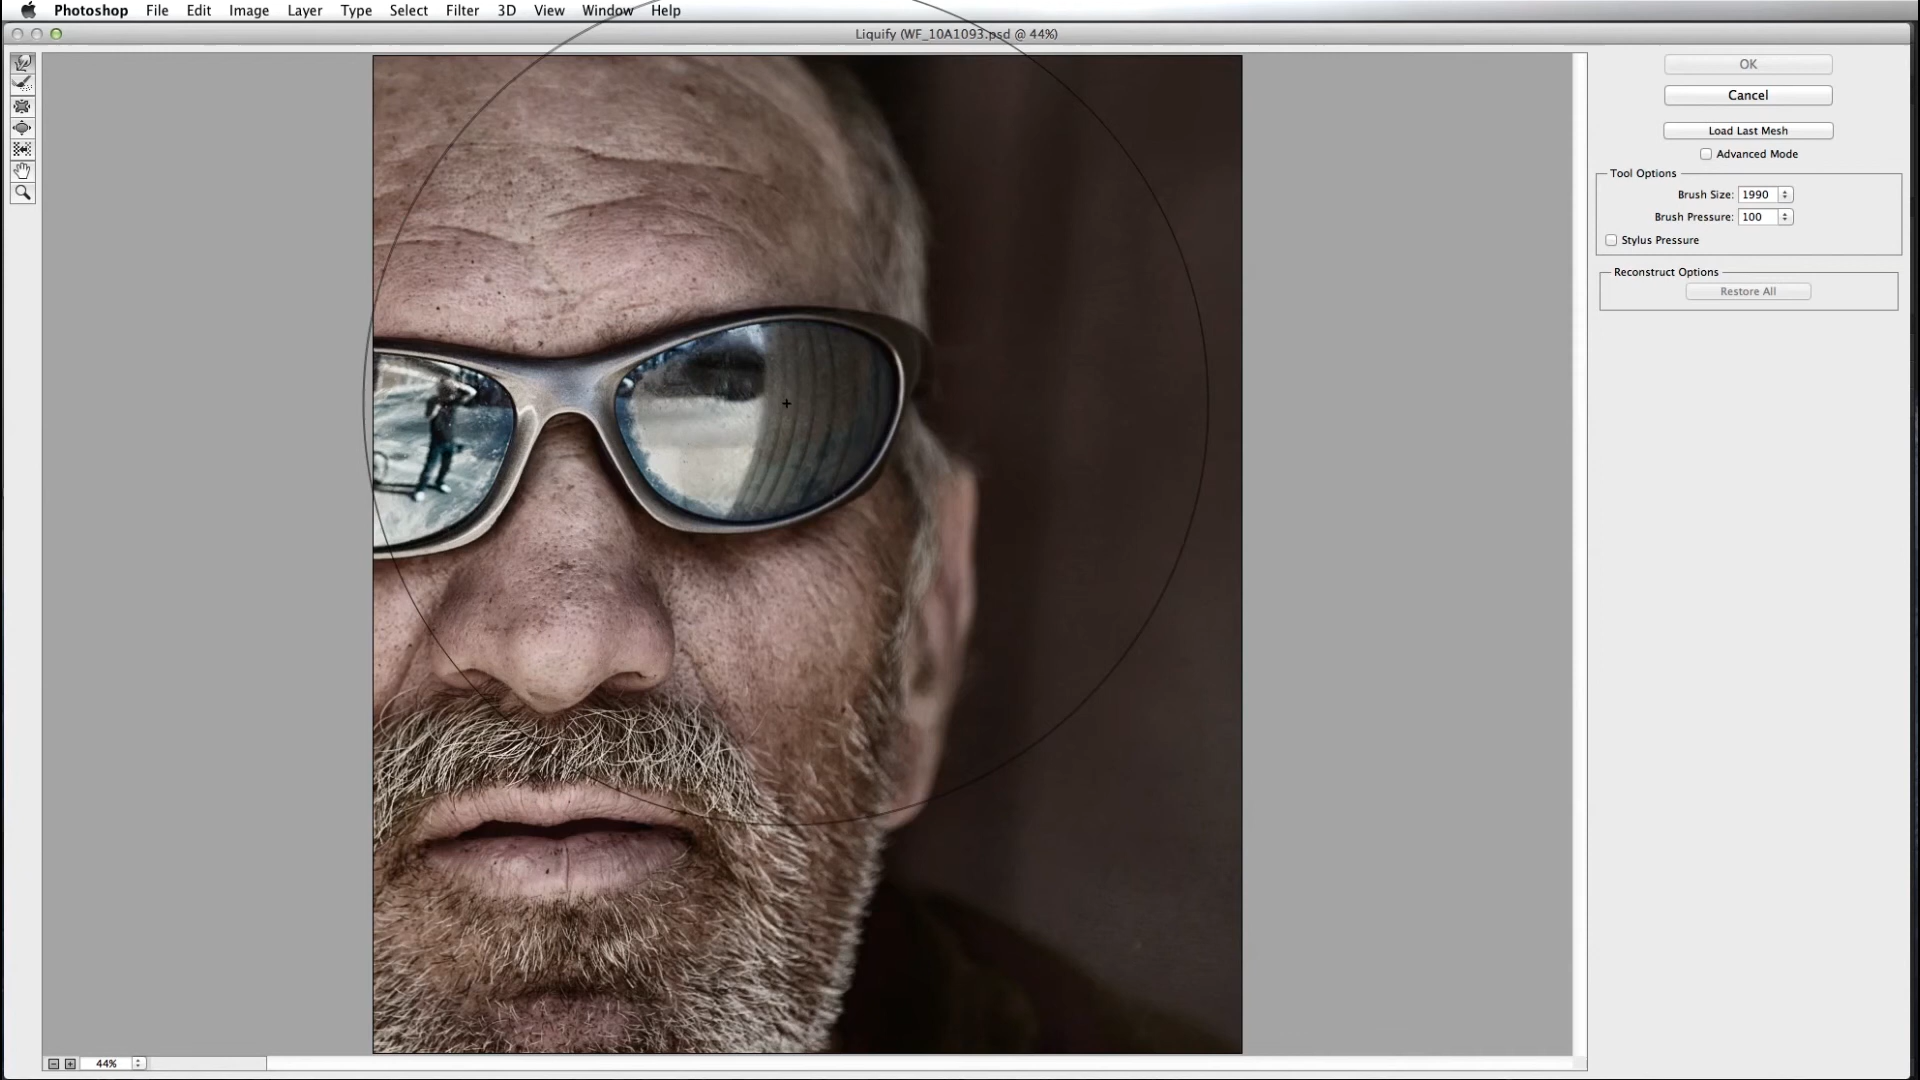 Photoshop File Edit Image Layer Type Select Filter 3D View Window Help
Liquify (WF_10A1093.psd @ 44%)
OK
Cancel
Load Last Mesh
Advanced Mode
Tool Options
Brush Size: 1990
Brush Pressure: 100
Stylus Pressure
Reconstruct Options
Restore All
44%